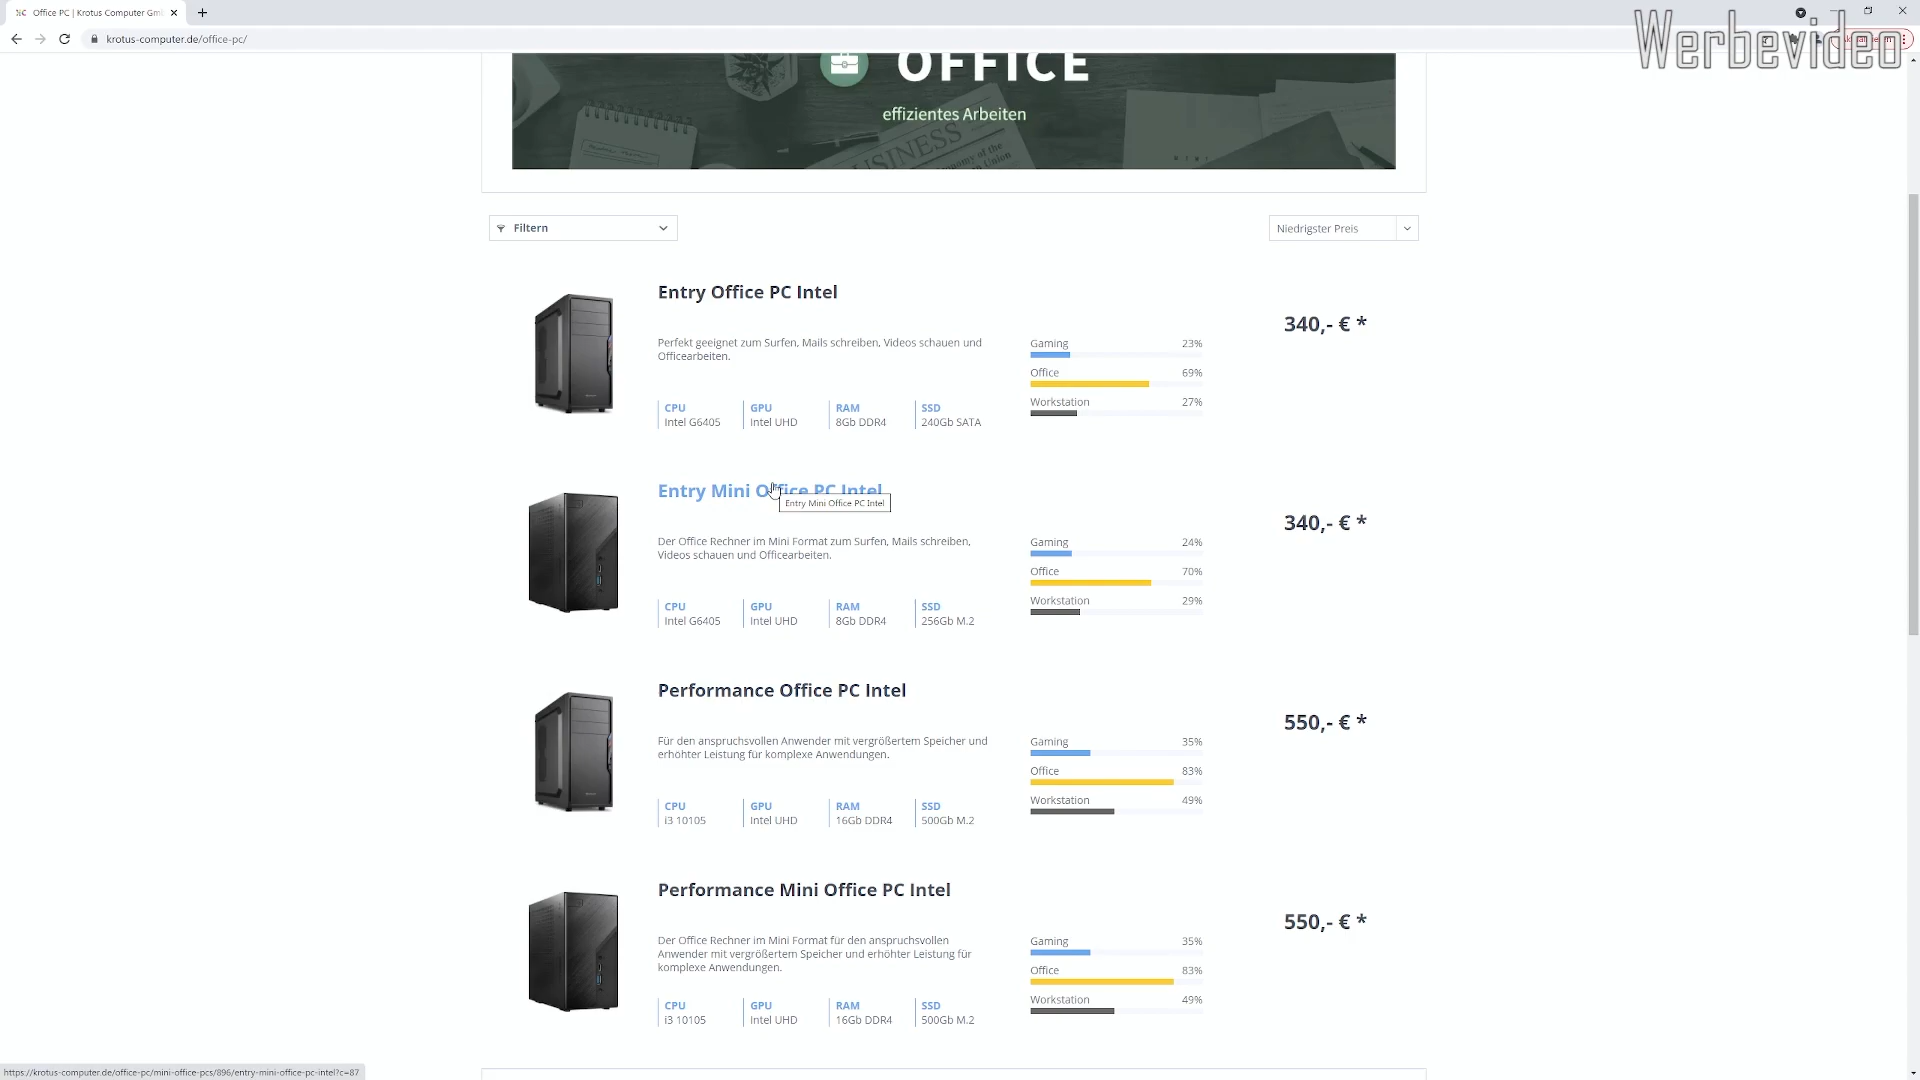 Office PC | Krotus Computer Gm
krotus-computer.de/office-pc/
Werbevideo
OFFICE
effizientes Arbeiten
BUSINESS
Filtern
Niedrigster Preis
Entry Office PC Intel
340,- € *
Perfekt geeignet zum Surfen, Mails schreiben, Videos schauen und
Officearbeiten.
Gaming 23%
Office 69%
Workstation 27%
CPU GPU RAM SSD
Intel G6405 Intel UHD 8Gb DDR4 240Gb SATA
Entry Mini Office PC Intel
Entry Mini Office PC Intel
340,- € *
Der Office Rechner im Mini Format zum Surfen, Mails schreiben,
Videos schauen und Officearbeiten.
Gaming 24%
Office 70%
Workstation 29%
CPU GPU RAM SSD
Intel G6405 Intel UHD 8Gb DDR4 256Gb M.2
Performance Office PC Intel
550,- € *
Für den anspruchsvollen Anwender mit vergrößertem Speicher und
erhöhter Leistung für komplexe Anwendungen.
Gaming 35%
Office 83%
Workstation 49%
CPU GPU RAM SSD
i3 10105 Intel UHD 16Gb DDR4 500Gb M.2
Performance Mini Office PC Intel
550,- € *
Der Office Rechner im Mini Format für den anspruchsvollen
Anwender mit vergrößertem Speicher und erhöhter Leistung für
komplexe Anwendungen.
Gaming 35%
Office 83%
Workstation 49%
CPU GPU RAM SSD
i3 10105 Intel UHD 16Gb DDR4 500Gb M.2
https://krotus-computer.de/office-pc/mini-office-pcs/896/entry-mini-office-pc-intel?c=87